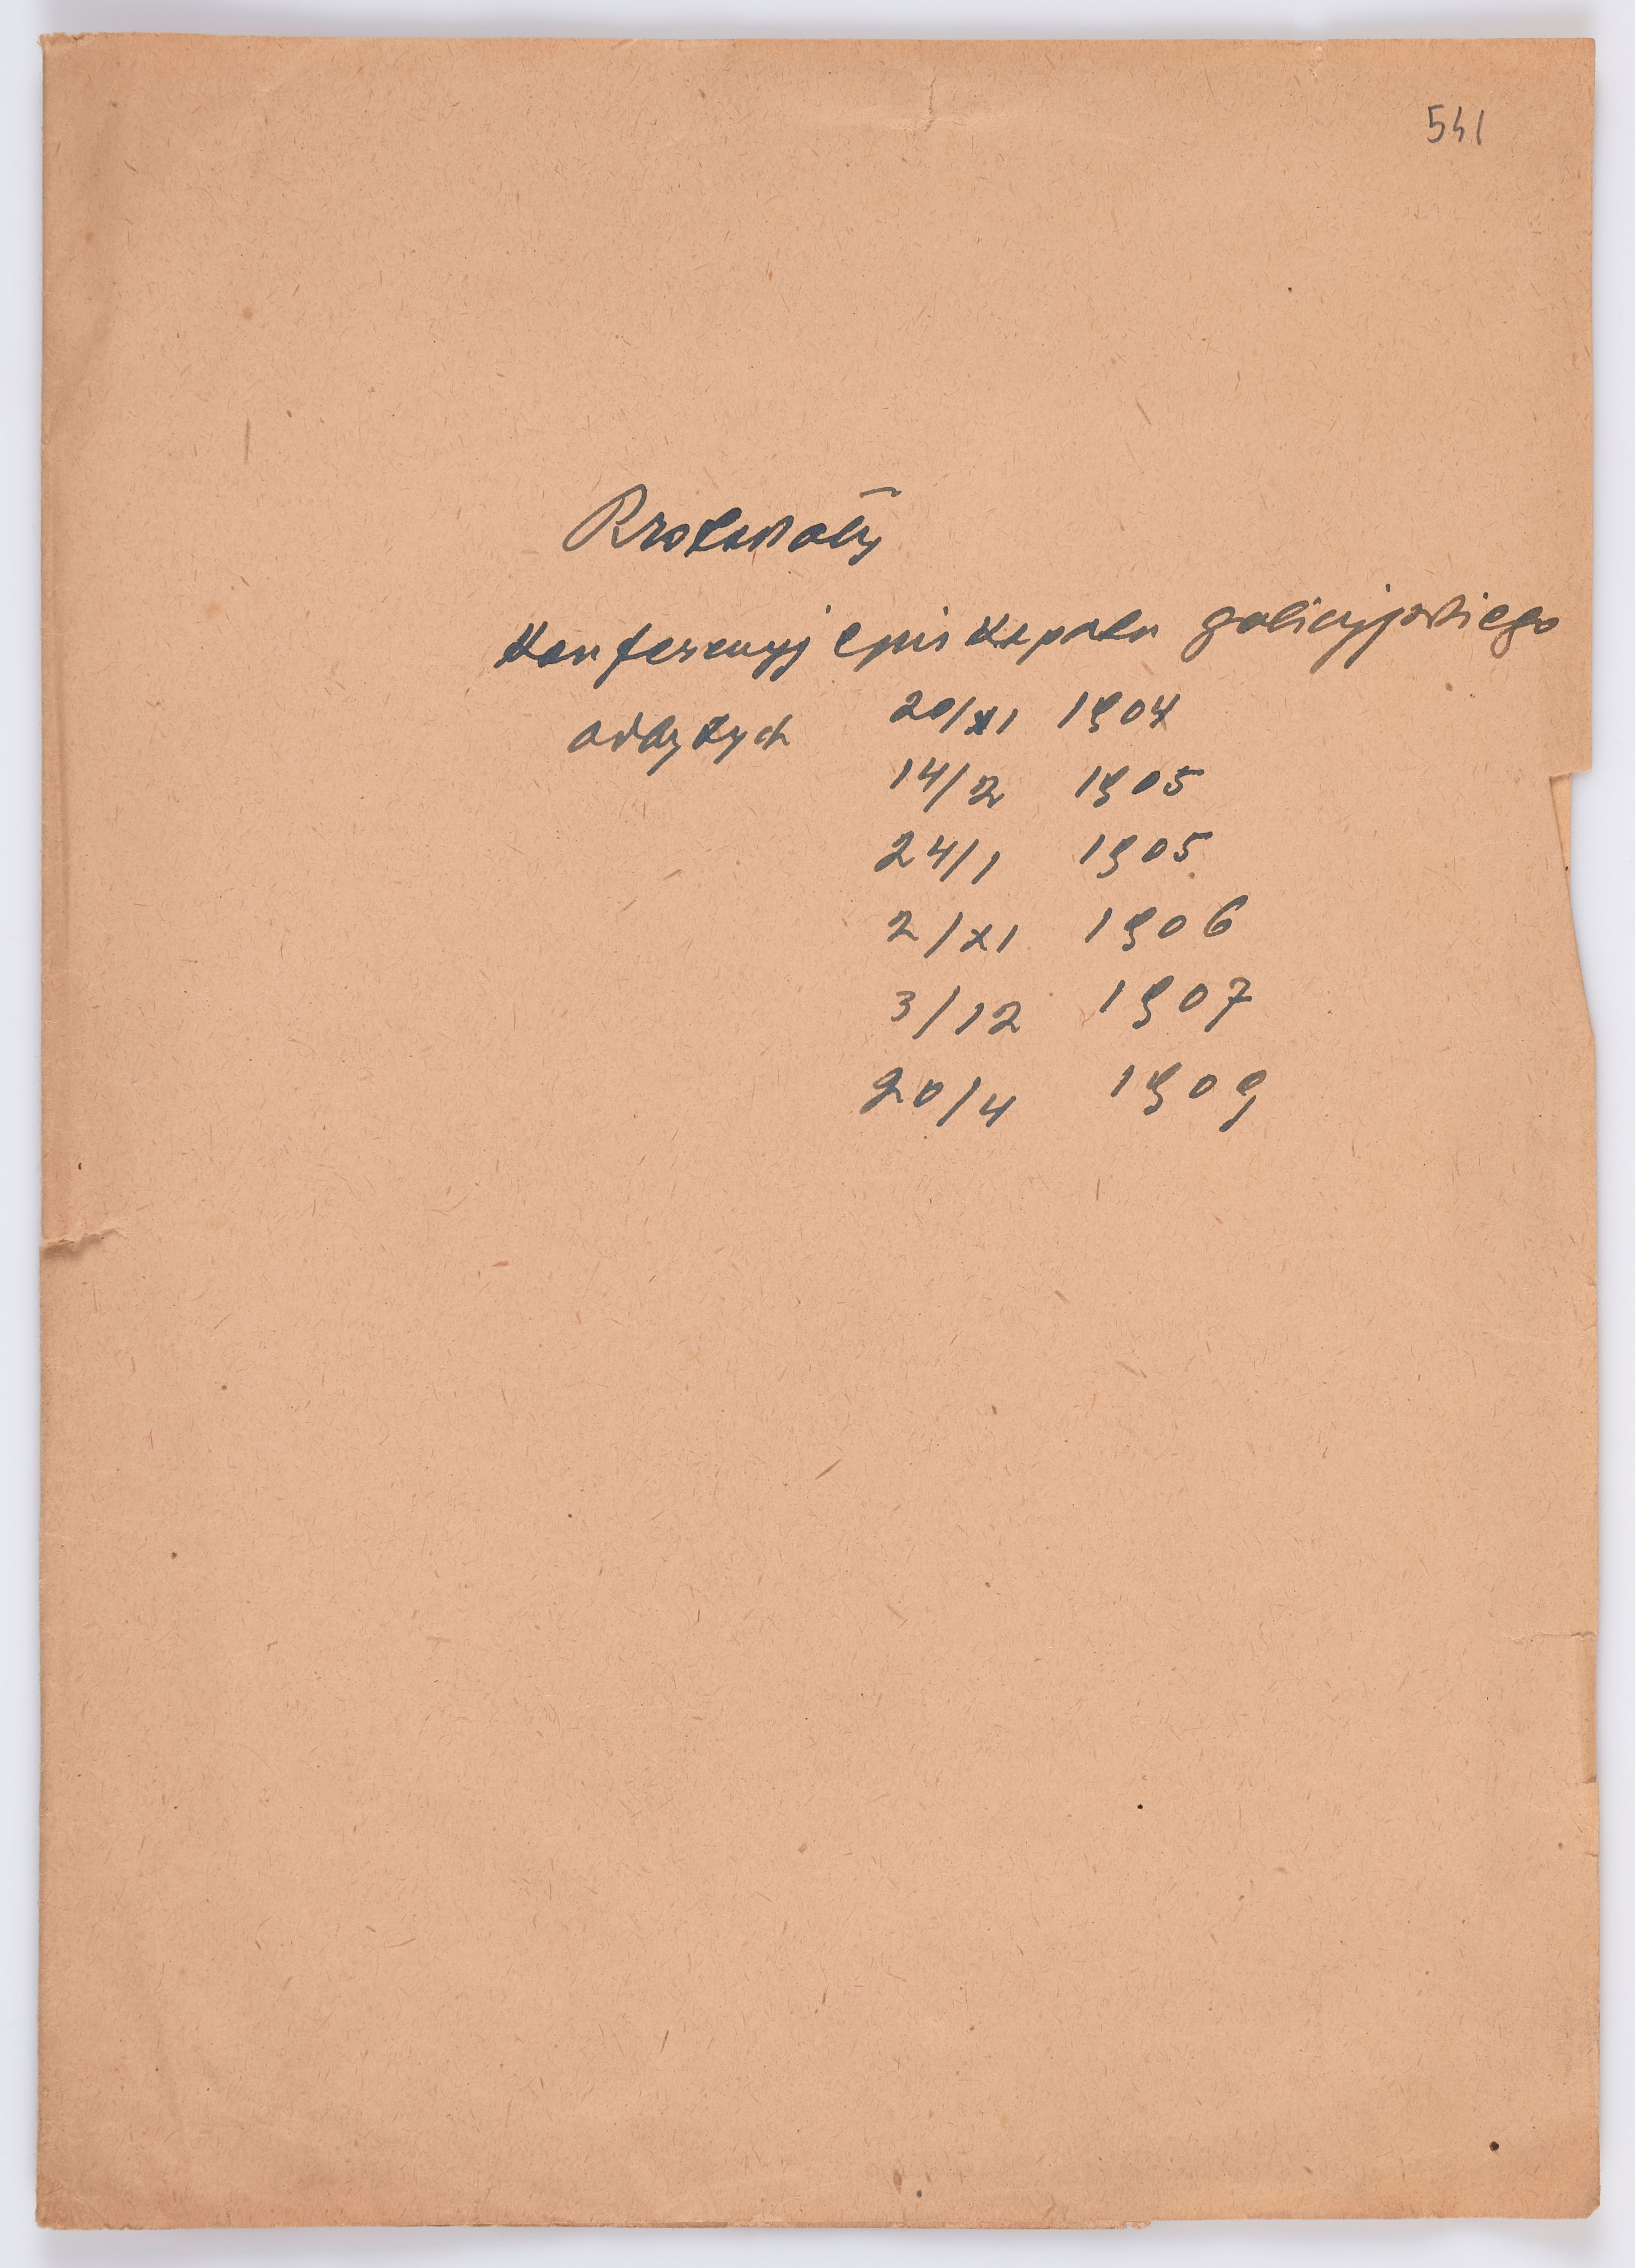 541
Protokoły
Konferencyj episkopatu galicyjskiego
odbytych 20/XI 1904
14/2 1905
24/1 1905
2/XI 1906
3/12 1907
20/4 1909